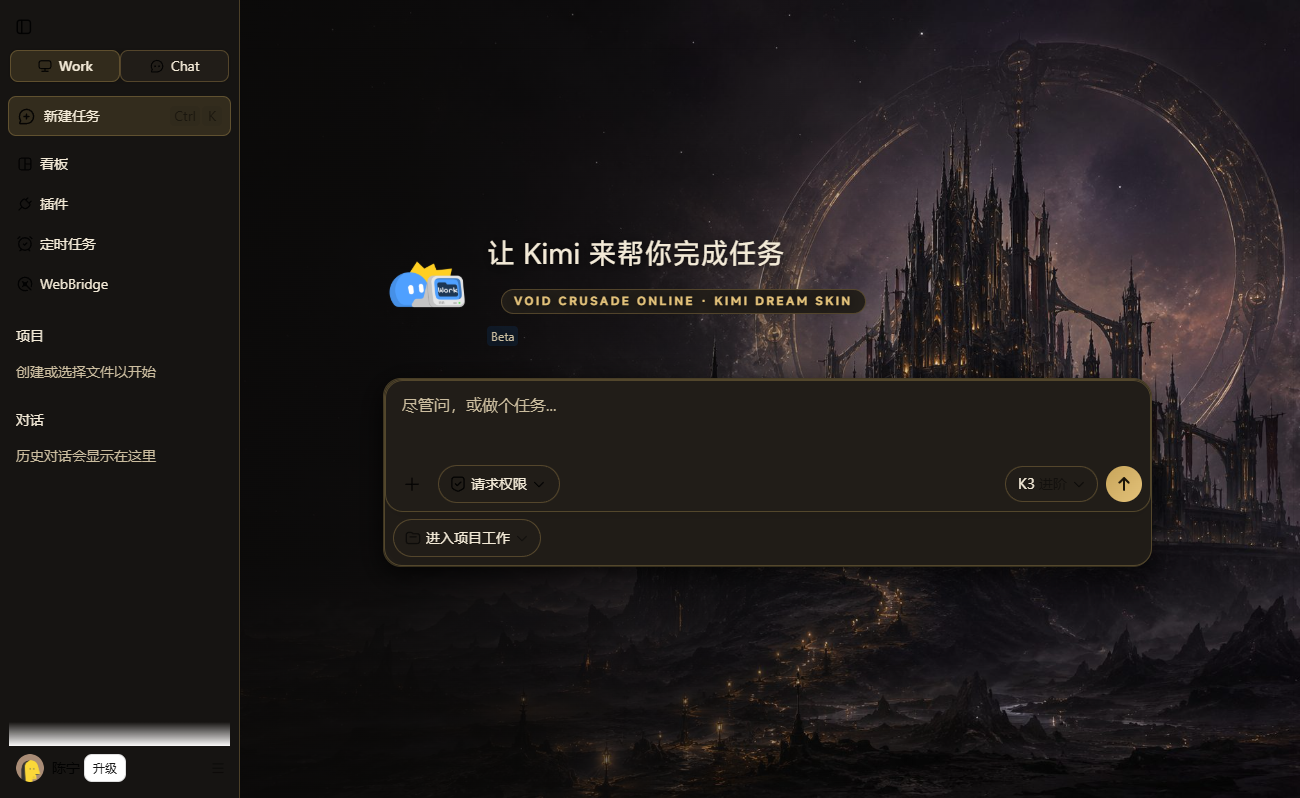 Work
Chat
新建任务 Ctrl K
看板
插件
定时任务
WebBridge
项目
创建或选择文件以开始
对话
历史对话会显示在这里
陈宁 升级
让 Kimi 来帮你完成任务
Work
VOID CRUSADE ONLINE · KIMI DREAM SKIN
Beta
尽管问，或做个任务...
请求权限
K3 进阶
进入项目工作